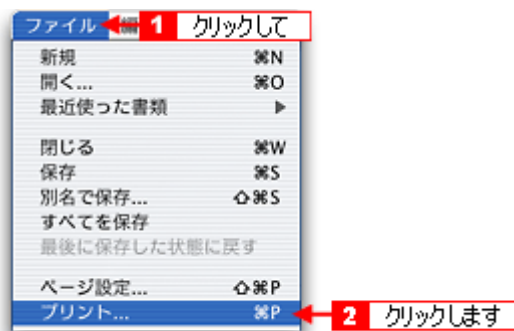 ファイル 1 クリックして
新規 ⌘N
開く... ⌘O
最近使った書類 ▶
閉じる ⌘W
保存 ⌘S
別名で保存... ⇧⌘S
すべてを保存
最後に保存した状態に戻す
ページ設定... ⇧⌘P
プリント... ⌘P 2 クリックします